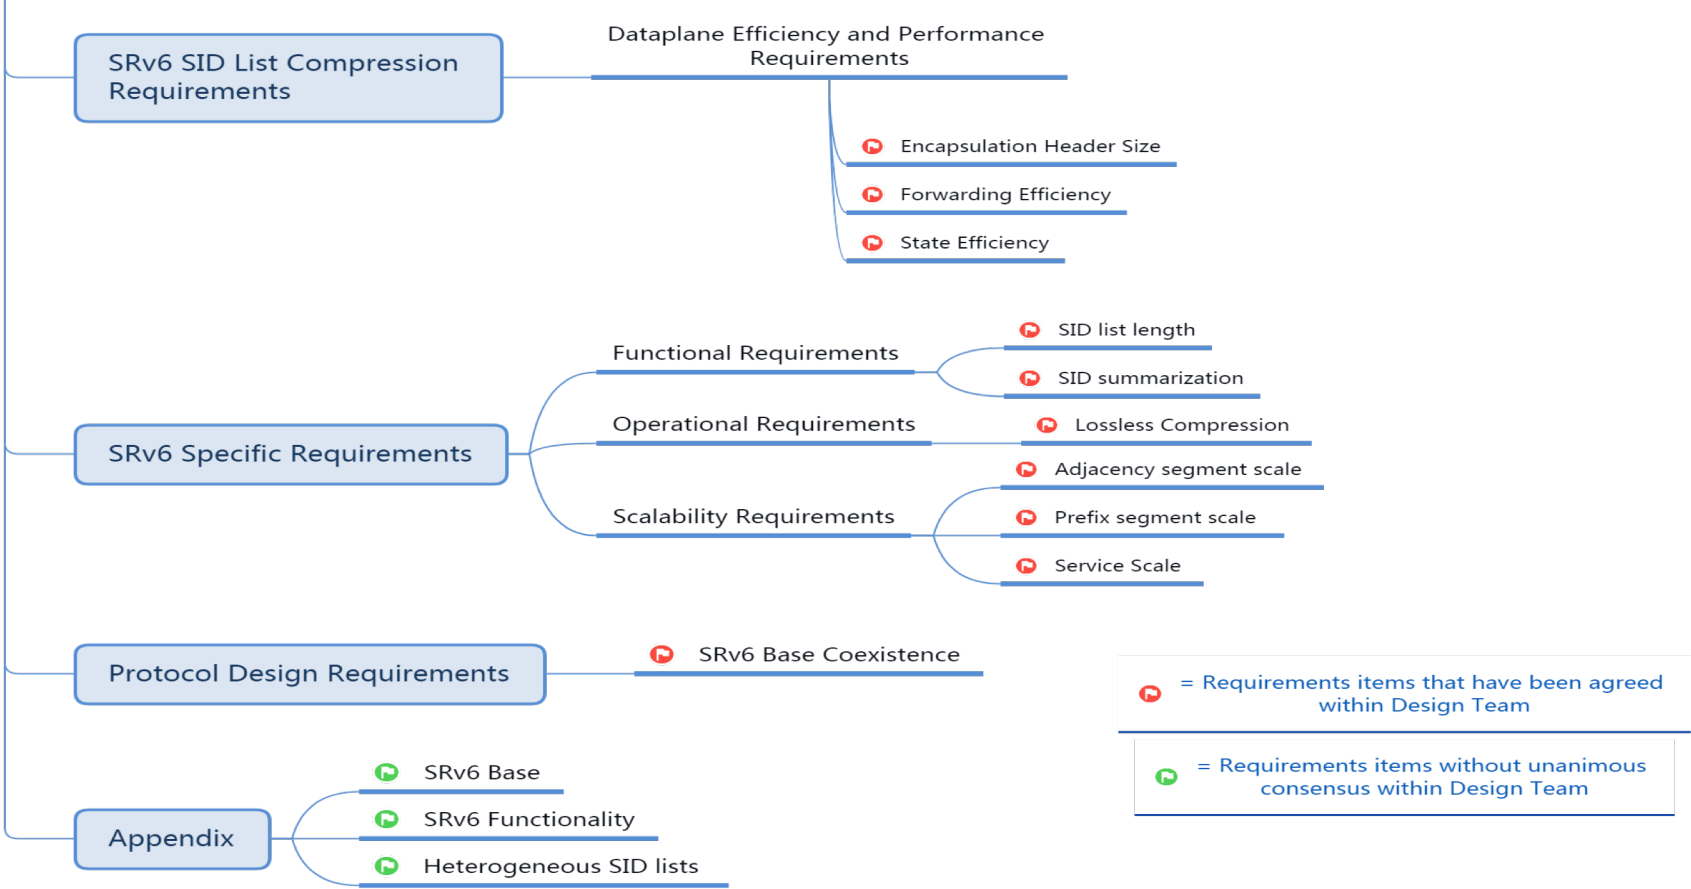 SRv6 SID List Compression
Requirements
Dataplane Efficiency and Performance
Requirements
Encapsulation Header Size
Forwarding Efficiency
State Efficiency
SRv6 Specific Requirements
Functional Requirements
SID list length
SID summarization
Operational Requirements
Lossless Compression
Scalability Requirements
Adjacency segment scale
Prefix segment scale
Service Scale
Protocol Design Requirements
SRv6 Base Coexistence
Appendix
SRv6 Base
SRv6 Functionality
Heterogeneous SID lists
= Requirements items that have been agreed
within Design Team
= Requirements items without unanimous
consensus within Design Team